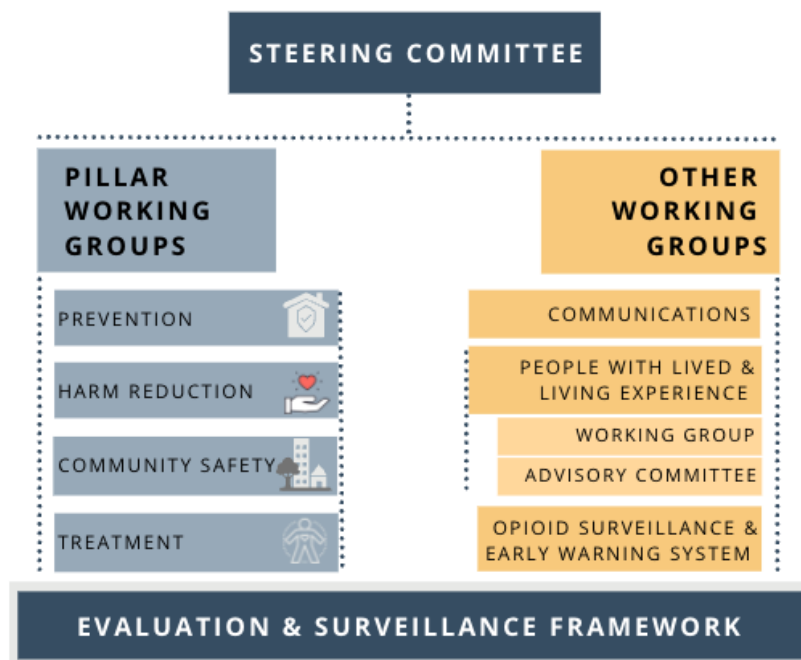 STEERING COMMITTEE
PILLAR
WORKING
GROUPS
PREVENTION
HARM REDUCTION
COMMUNITY SAFETY
TREATMENT
OTHER
WORKING
GROUPS
COMMUNICATIONS
PEOPLE WITH LIVED &
LIVING EXPERIENCE
WORKING GROUP
ADVISORY COMMITTEE
OPIOID SURVEILLANCE &
EARLY WARNING SYSTEM
EVALUATION & SURVEILLANCE FRAMEWORK